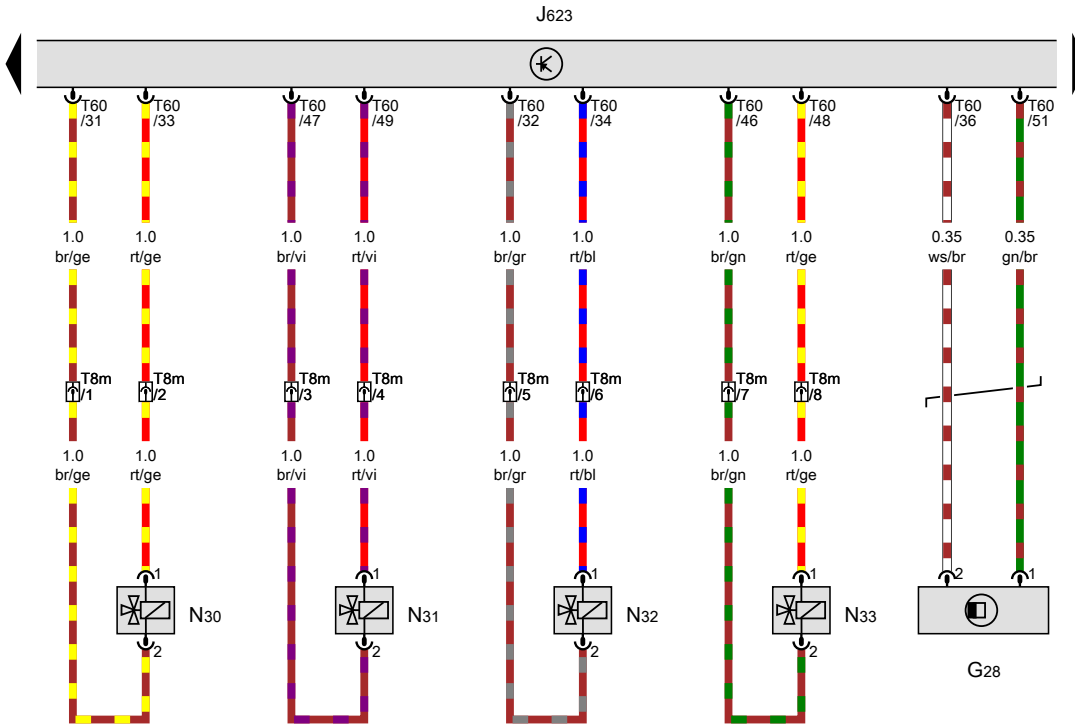 J623
T60 T60 T60 T60 T60 T60 T60 T60 T60 T60
/31 /33 /47 /49 /32 /34 /46 /48 /36 /51
1.0 1.0 1.0 1.0 1.0 1.0 1.0 1.0 0.35 0.35
br/ge rt/ge br/vi rt/vi br/gr rt/bl br/gn rt/ge ws/br gn/br
T8m T8m T8m T8m T8m T8m T8m T8m
/1 /2 /3 /4 /5 /6 /7 /8
1.0 1.0 1.0 1.0 1.0 1.0 1.0 1.0
br/ge rt/ge br/vi rt/vi br/gr rt/bl br/gn rt/ge
1 1 1 1 2 1
N30 N31 N32 N33
2 2 2 2
G28